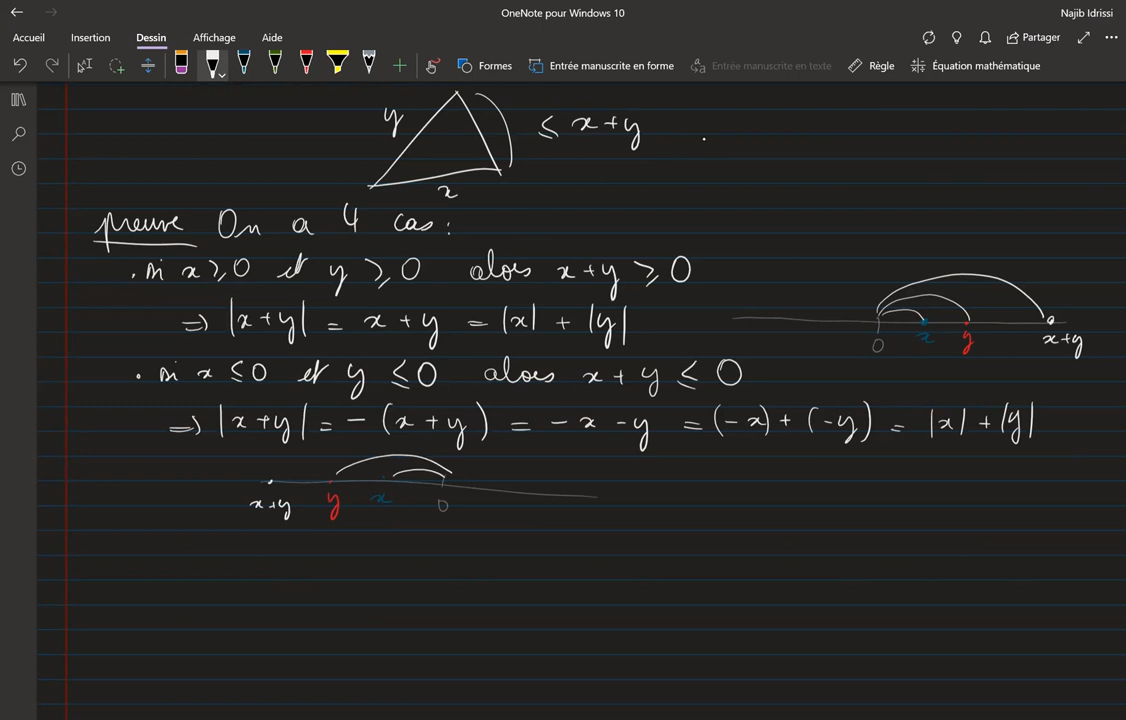 OneNote pour Windows 10
Najib Idrissi
Accueil Insertion Dessin Affichage Aide
Partager
Formes Entrée manuscrite en forme Entrée manuscrite en texte Règle Équation mathématique
y
≤ x+y
x
preuve On a 4 cas :
. si x ⩾ 0 et y ⩾ 0 alors x+y ⩾ 0
⇒ |x+y| = x+y = |x| + |y|
0 x y x+y
. si x ≤ 0 et y ≤ 0 alors x+y ≤ 0
⇒ |x+y| = -(x+y) = -x-y = (-x)+(-y) = |x|+|y|
x+y y x 0